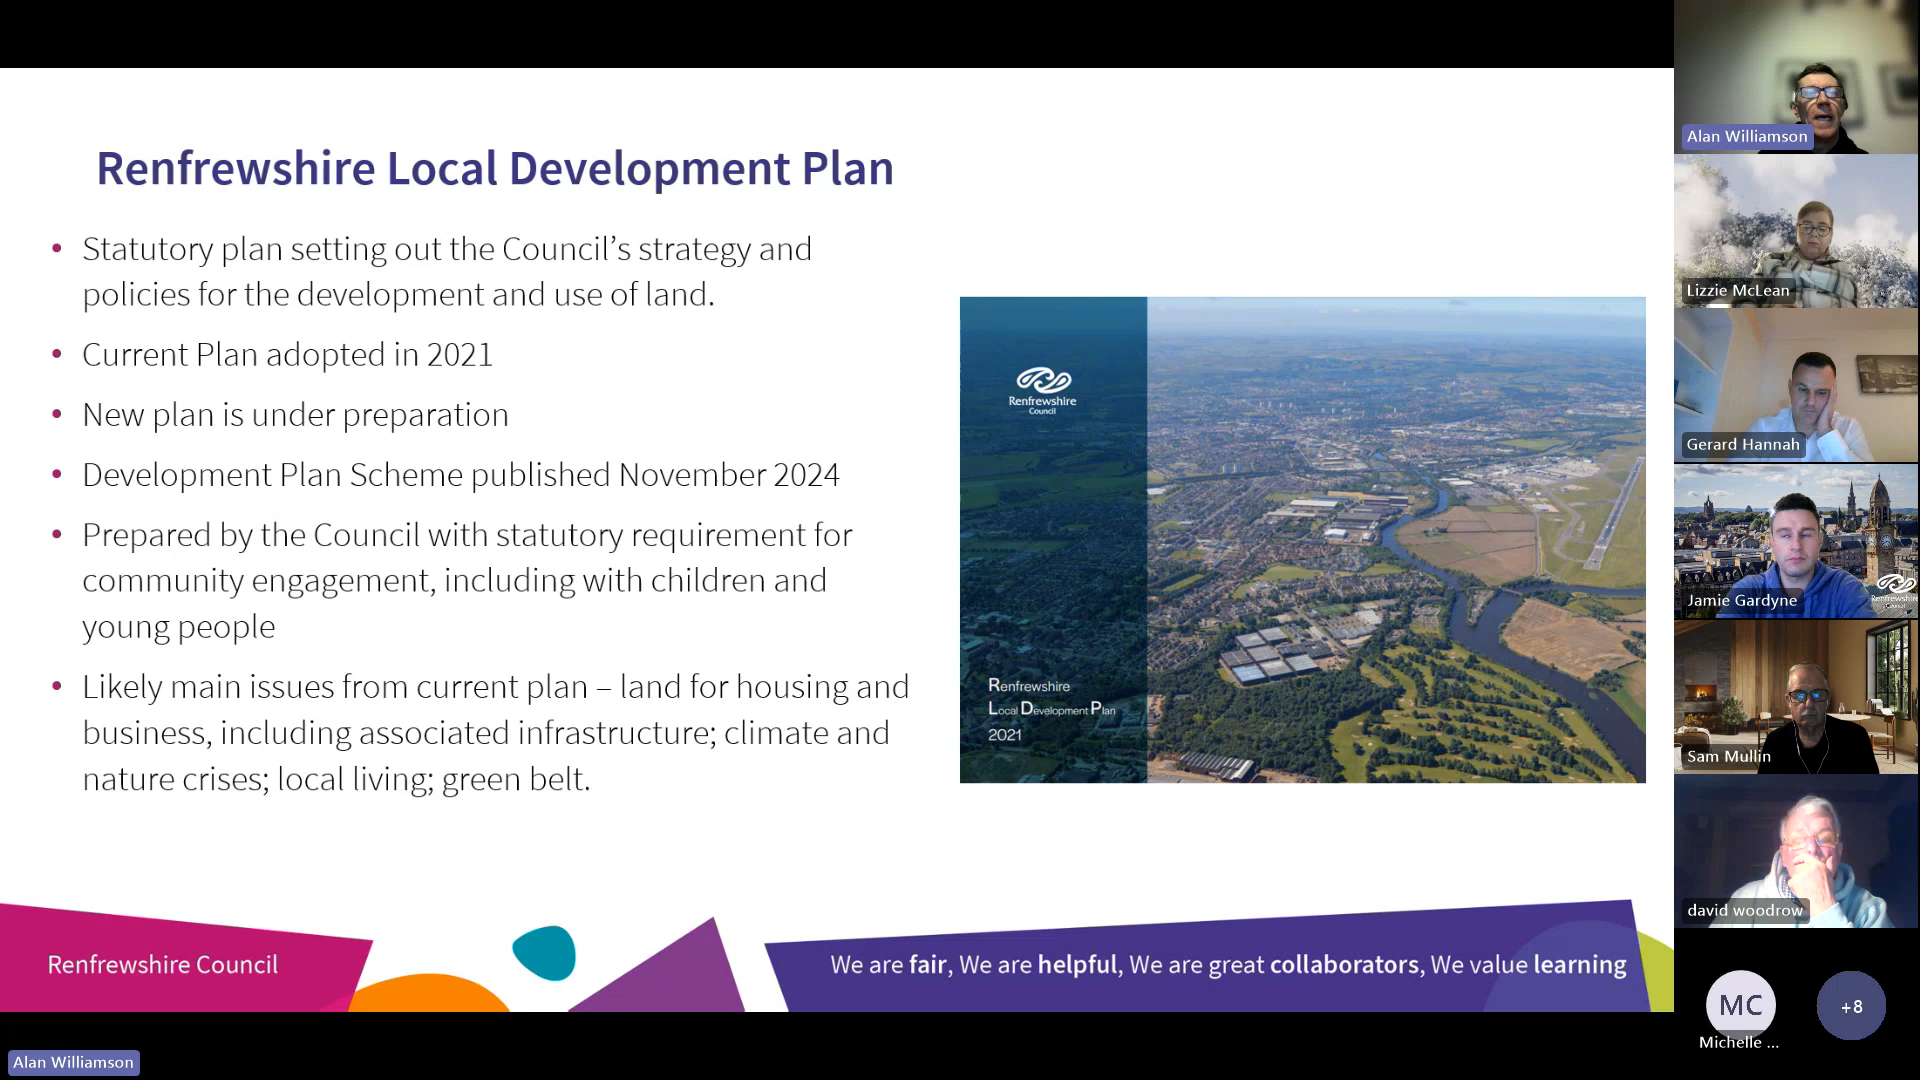 Renfrewshire Local Development Plan
• Statutory plan setting out the Council’s strategy and
policies for the development and use of land.
• Current Plan adopted in 2021
• New plan is under preparation
• Development Plan Scheme published November 2024
• Prepared by the Council with statutory requirement for
community engagement, including with children and
young people
• Likely main issues from current plan – land for housing and
business, including associated infrastructure; climate and
nature crises; local living; green belt.
Renfrewshire
Council
Renfrewshire
Local Development Plan
2021
Renfrewshire Council
We are fair, We are helpful, We are great collaborators, We value learning
Alan Williamson
Alan Williamson
Lizzie McLean
Gerard Hannah
Jamie Gardyne
Renfrewshire
Council
Sam Mullin
david woodrow
MC
Michelle ...
+8